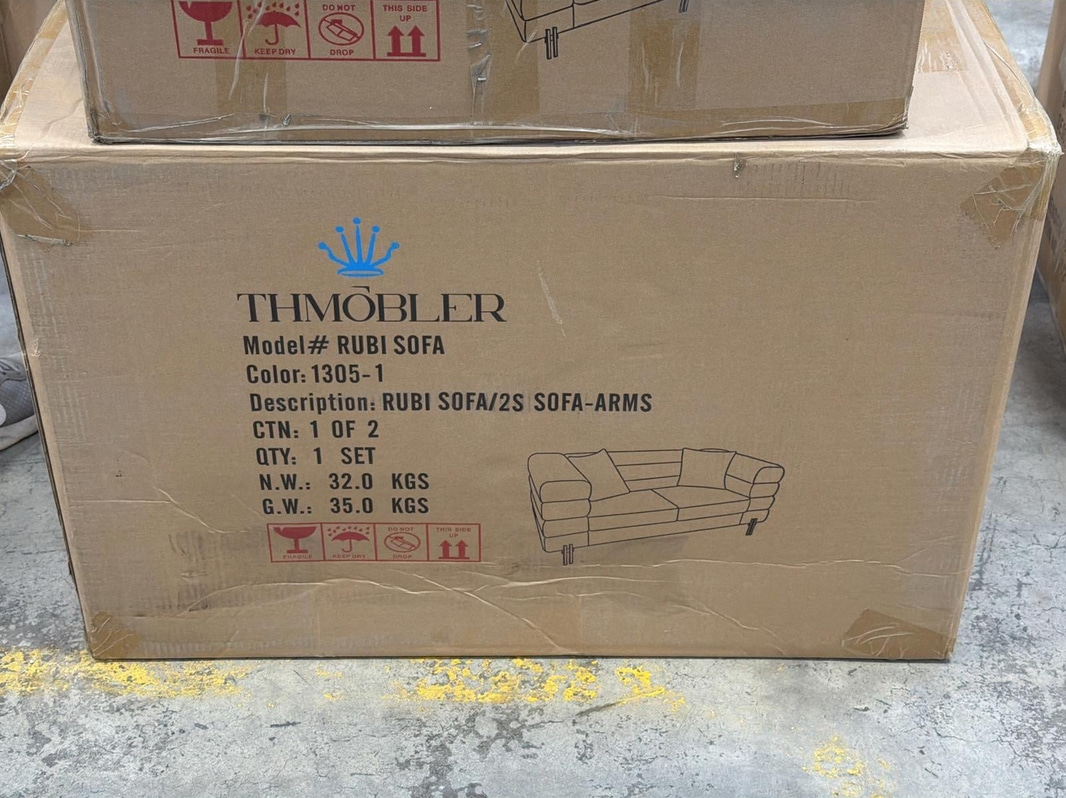 FRAGILE KEEP DRY DO NOT DROP THIS SIDE UP
THMŌBLER
Model# RUBI SOFA
Color: 1305-1
Description: RUBI SOFA/2S SOFA-ARMS
CTN: 1 OF 2
QTY: 1 SET
N.W.: 32.0 KGS
G.W.: 35.0 KGS
FRAGILE KEEP DRY DO NOT DROP THIS SIDE UP